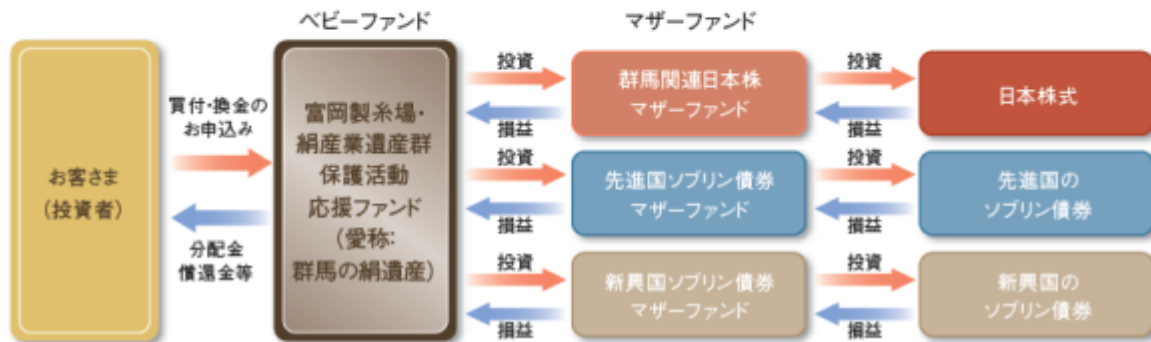 ベビーファンド
マザーファンド
お客さま
（投資者）
買付・換金の
お申込み
分配金
償還金等
富岡製糸場・
絹産業遺産群
保護活動
応援ファンド
（愛称：
群馬の絹遺産）
投資
損益
群馬関連日本株
マザーファンド
投資
損益
日本株式
投資
損益
先進国ソブリン債券
マザーファンド
投資
損益
先進国の
ソブリン債券
投資
損益
新興国ソブリン債券
マザーファンド
投資
損益
新興国の
ソブリン債券